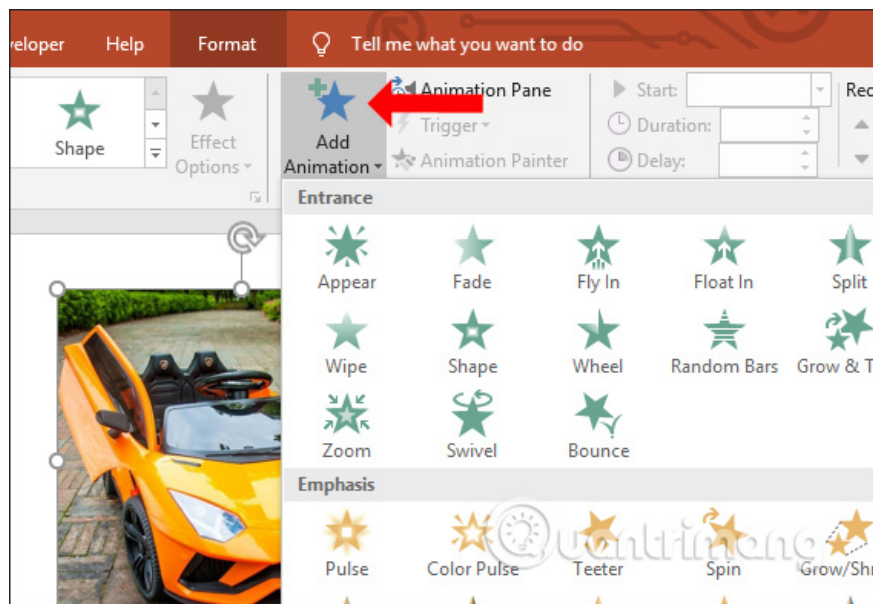 veloper Help Format Tell me what you want to do
Animation Pane Start: Rec
Shape Effect Options Add Animation Trigger Duration:
Animation Painter Delay:
Entrance
Appear Fade Fly In Float In Split
Wipe Shape Wheel Random Bars Grow & T
Zoom Swivel Bounce
Emphasis
Quantrimang
Pulse Color Pulse Teeter Spin Grow/Shr